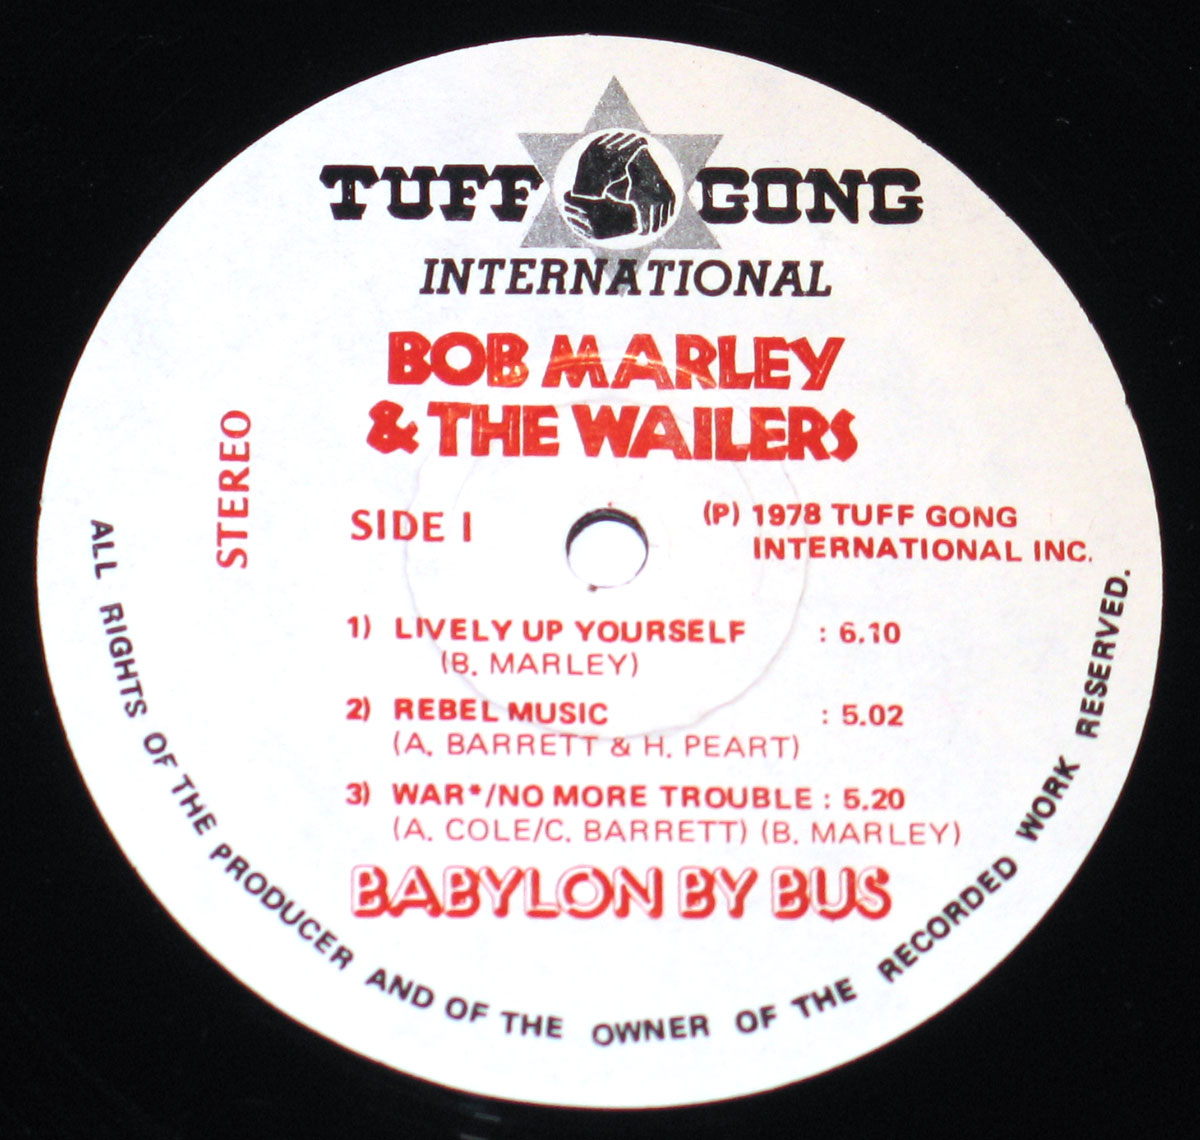 TUFF GONG
INTERNATIONAL
BOB MARLEY
& THE WAILERS
STEREO
SIDE I
(P) 1978 TUFF GONG
INTERNATIONAL INC.
1) LIVELY UP YOURSELF : 6.10
(B. MARLEY)
2) REBEL MUSIC : 5.02
(A. BARRETT & H. PEART)
3) WAR*/NO MORE TROUBLE : 5.20
(A. COLE/C. BARRETT) (B. MARLEY)
BABYLON BY BUS
ALL RIGHTS OF THE PRODUCER AND OF THE OWNER OF THE RECORDED WORK RESERVED.